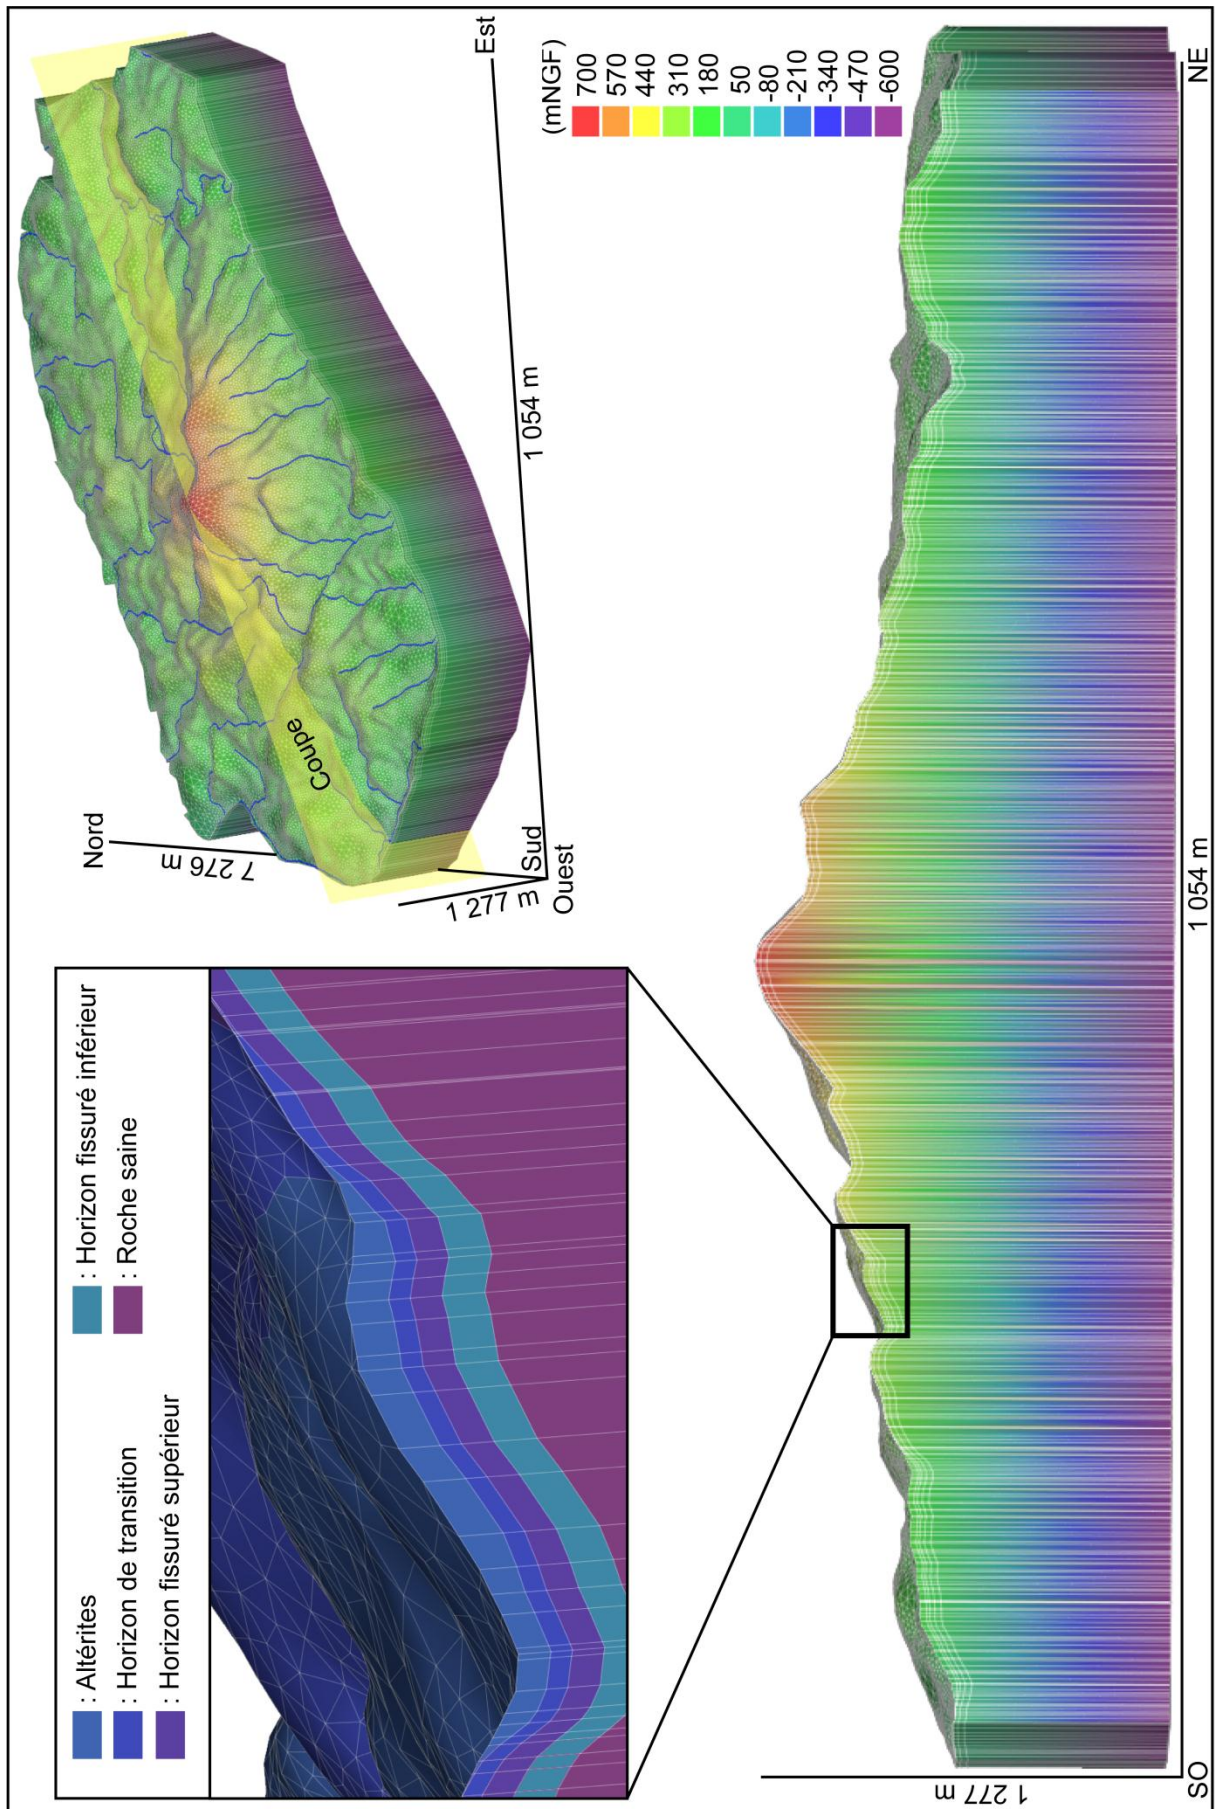 : Altérites
: Horizon de transition
: Horizon fissuré supérieur
: Horizon fissuré inférieur
: Roche saine
Nord
7 276 m
1 277 m
Sud
Ouest
Coupe
1 054 m
Est
(mNGF)
700
570
440
310
180
50
-80
-210
-340
-470
-600
1 277 m
SO
1 054 m
NE